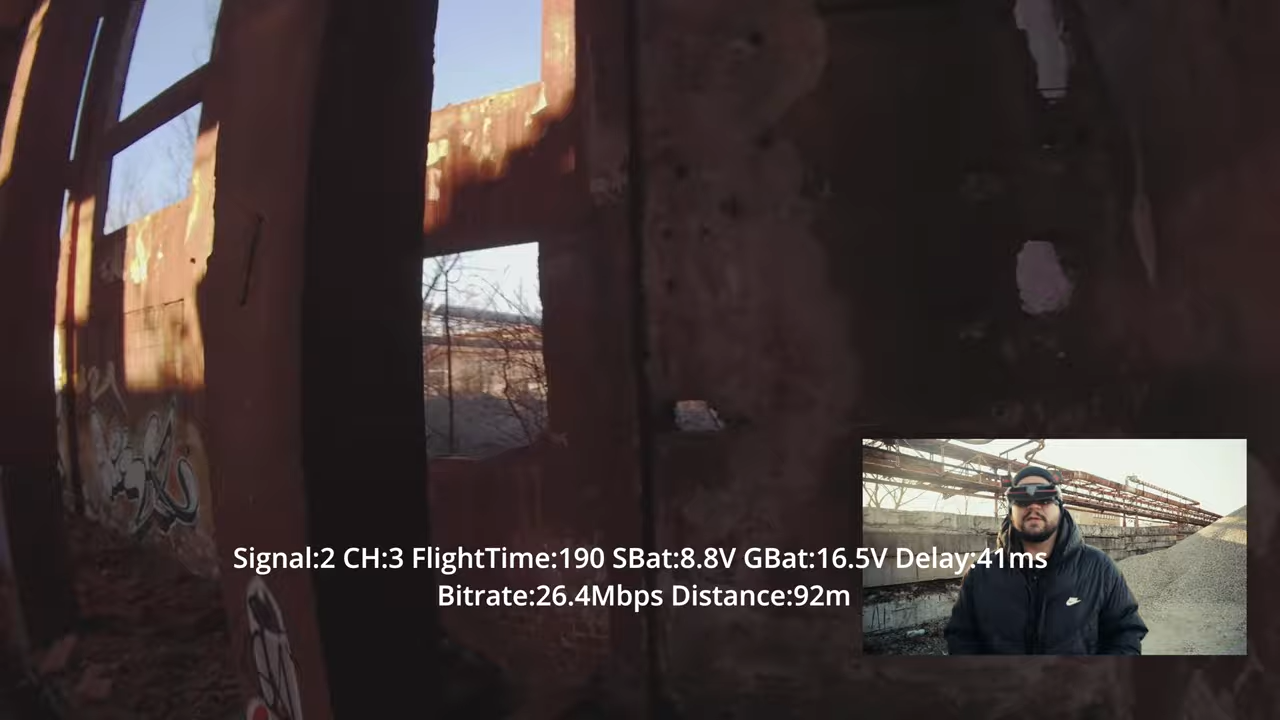 Signal:2 CH:3 FlightTime:190 SBat:8.8V GBat:16.5V Delay:41ms
Bitrate:26.4Mbps Distance:92m